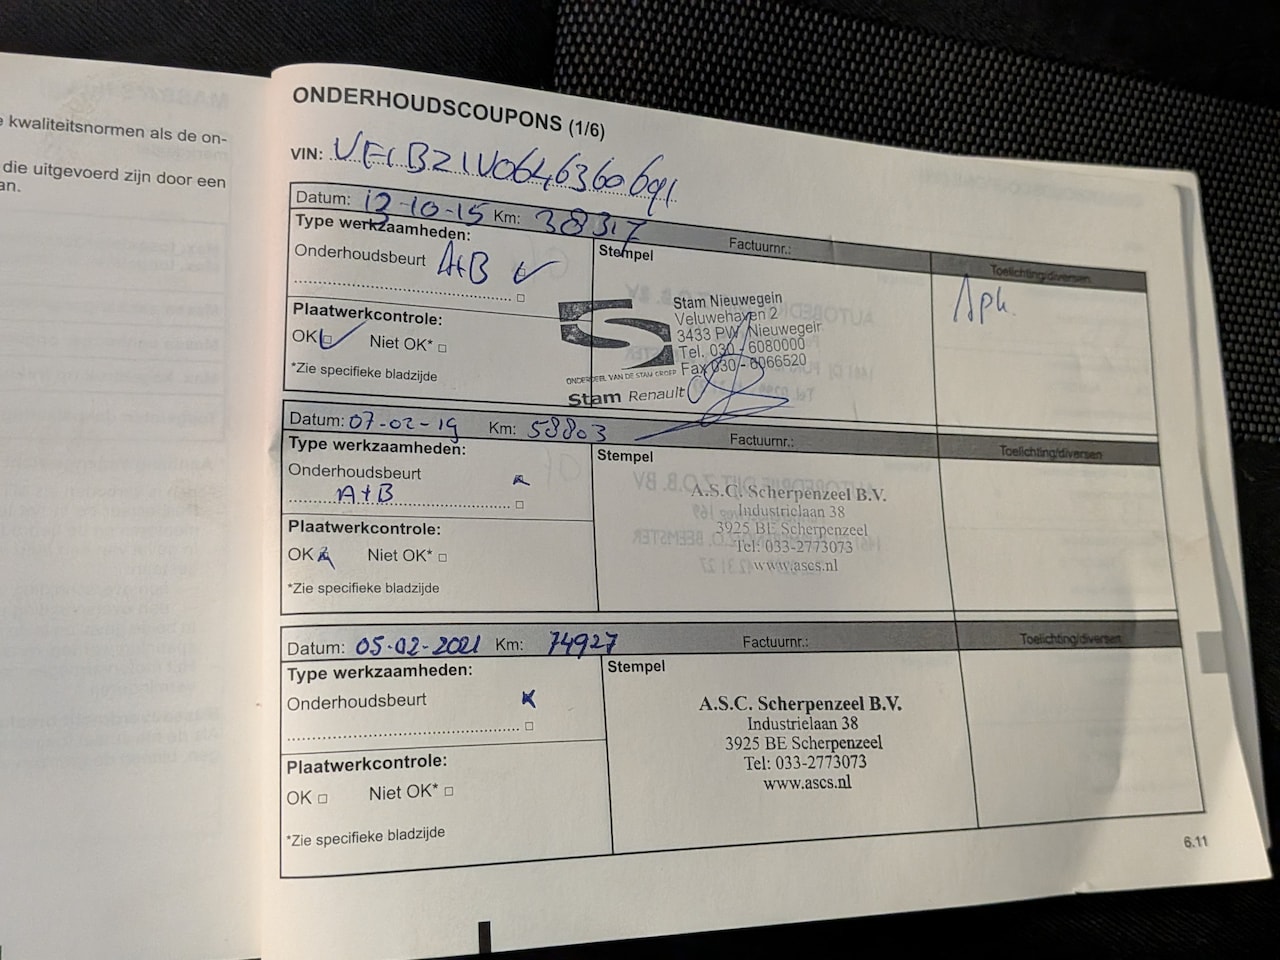 e kwaliteitsnormen als de on-
die uitgevoerd zijn door een
an.
ONDERHOUDSCOUPONS (1/6)
VIN: VF1BZ1V0646360691
Datum: 12-10-15 Km: 38317 Factuurnr.:
Type werkzaamheden:
Onderhoudsbeurt A+B
Stempel
Toelichting/diversen
Apk.
Stam Nieuwegein
Veluwehaven 2
3433 PW Nieuwegein
Tel. 030 - 6080000
Fax 030 - 6066520
ONDERDEEL VAN DE STAM GROEP
Stam Renault
Plaatwerkcontrole:
OK Niet OK*
*Zie specifieke bladzijde
Datum: 07-02-19 Km: 58803 Factuurnr.:
Toelichting/diversen
Type werkzaamheden:
Onderhoudsbeurt
A+B
Stempel
A.S.C. Scherpenzeel B.V.
Industrielaan 38
3925 BE Scherpenzeel
Tel: 033-2773073
www.ascs.nl
Plaatwerkcontrole:
OK Niet OK*
*Zie specifieke bladzijde
Datum: 05-02-2021 Km: 74927 Factuurnr.:
Toelichting/diversen
Type werkzaamheden:
Onderhoudsbeurt
Stempel
A.S.C. Scherpenzeel B.V.
Industrielaan 38
3925 BE Scherpenzeel
Tel: 033-2773073
www.ascs.nl
Plaatwerkcontrole:
OK Niet OK*
*Zie specifieke bladzijde
6.11